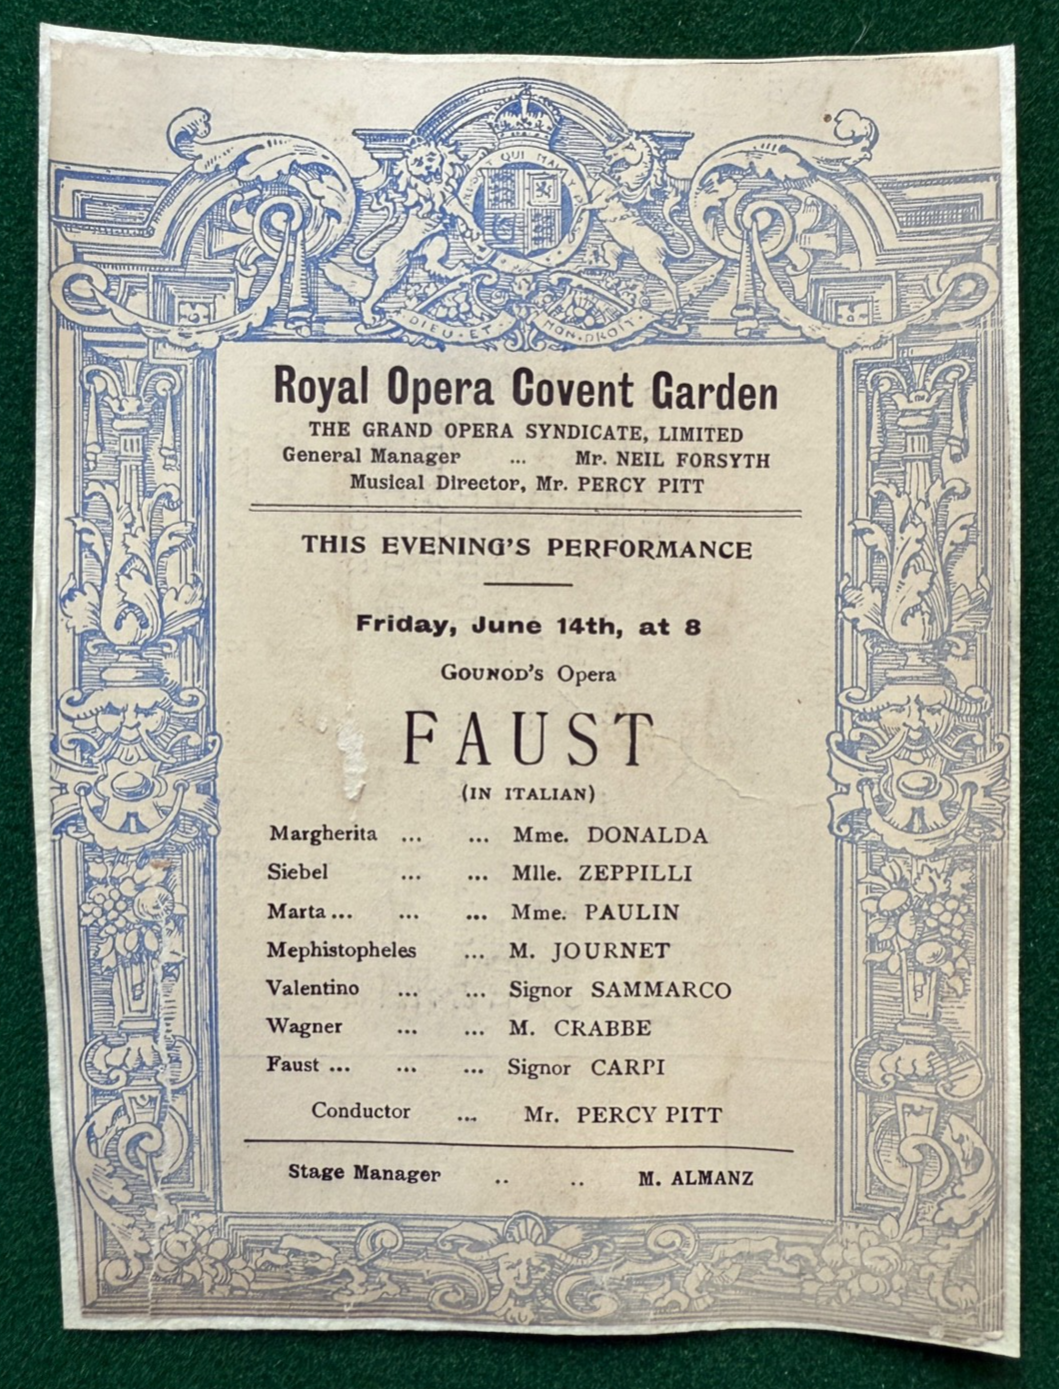 QUI MAL
DIEU · ET MON · DROIT
Royal Opera Covent Garden
THE GRAND OPERA SYNDICATE, LIMITED
General Manager ... Mr. NEIL FORSYTH
Musical Director, Mr. PERCY PITT
THIS EVENING'S PERFORMANCE
Friday, June 14th, at 8
GOUNOD'S Opera
FAUST
(IN ITALIAN)
Margherita ... ... Mme. DONALDA
Siebel ... ... Mlle. ZEPPILLI
Marta ... ... ... Mme. PAULIN
Mephistopheles ... M. JOURNET
Valentino ... ... Signor SAMMARCO
Wagner ... ... M. CRABBE
Faust ... ... ... Signor CARPI
Conductor ... Mr. PERCY PITT
Stage Manager .. .. M. ALMANZ